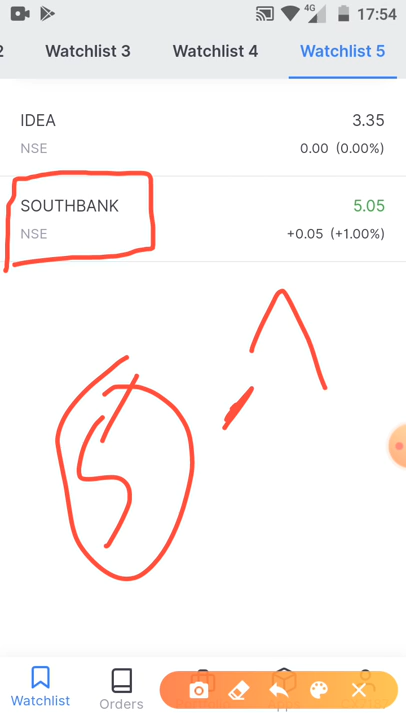 4G 17:54
2 Watchlist 3 Watchlist 4 Watchlist 5
IDEA 3.35
NSE 0.00 (0.00%)
SOUTHBANK 5.05
NSE +0.05 (+1.00%)
5
Watchlist Orders